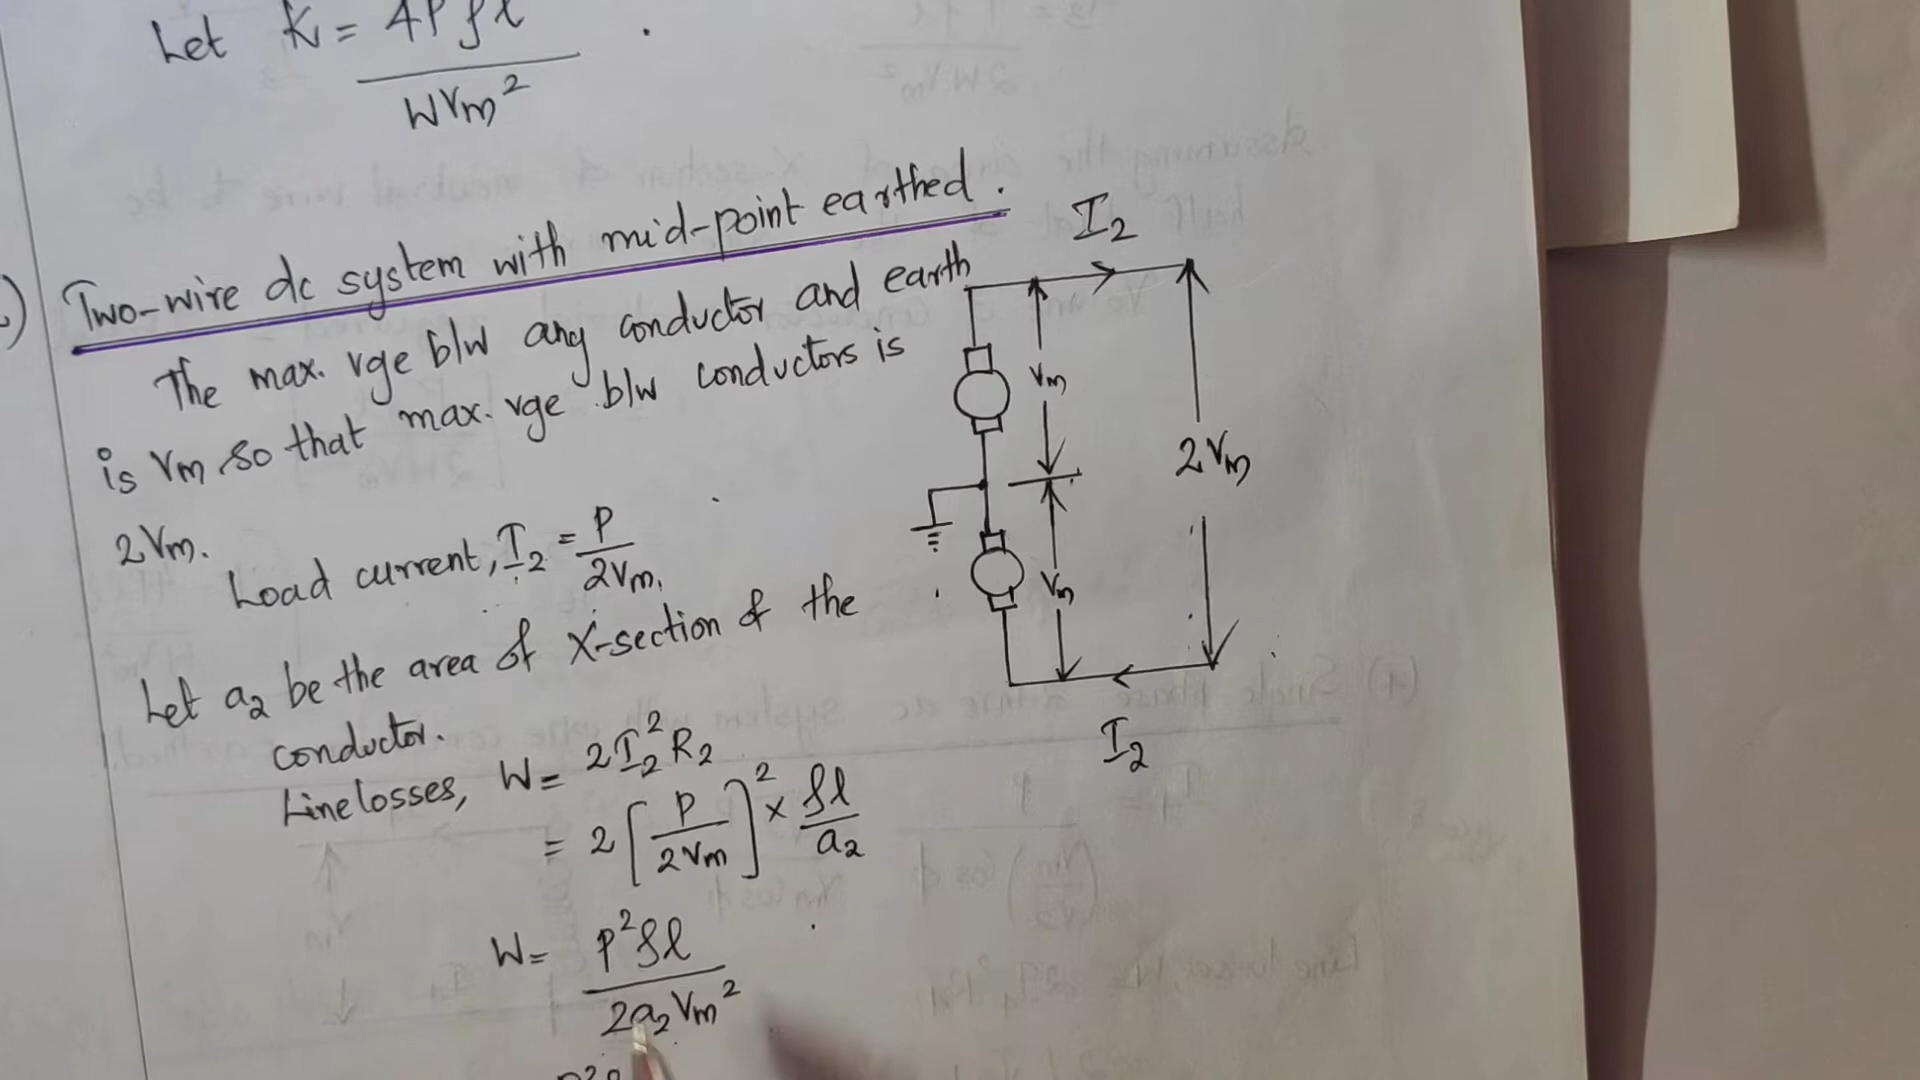 Let K = 4P²ρl² / WVm²
2) Two-wire dc system with mid-point earthed.
The max. vge b/w any conductor and earth
is Vm so that max. vge b/w conductors is
2Vm.
Load current, I₂ = P / 2Vm.
Let a₂ be the area of X-section of the
conductor.
Line losses, W = 2I₂²R₂
= 2[P / 2Vm]² × ρl / a₂
W = P²ρl / 2a₂Vm²
I₂
Vm
2Vm
Vm
I₂